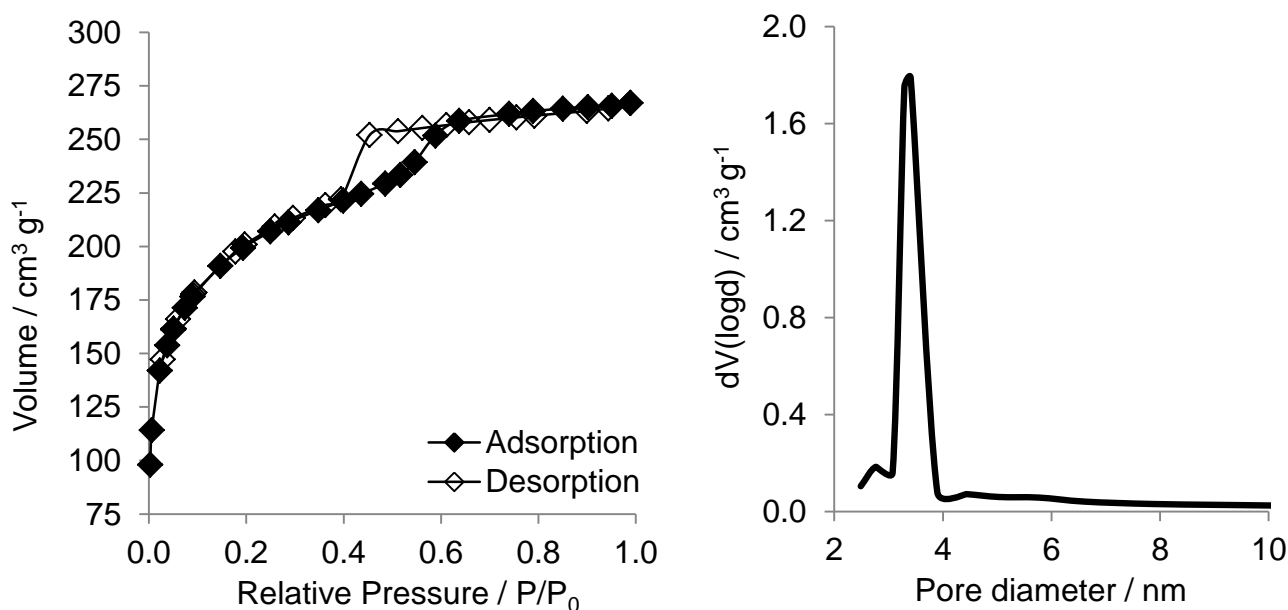 Volume / cm³ g⁻¹
300
275
250
225
200
175
150
125
100
75
0.0 0.2 0.4 0.6 0.8 1.0
Relative Pressure / P/P₀
Adsorption
Desorption
dV(logd) / cm³ g⁻¹
2.0
1.6
1.2
0.8
0.4
0.0
2 4 6 8 10
Pore diameter / nm